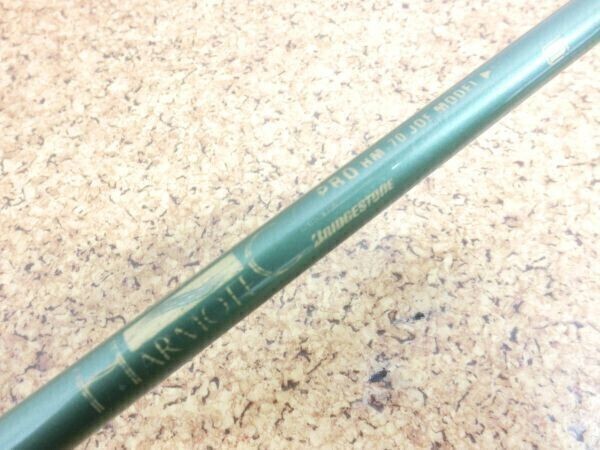 HARMOTEC
PRO HM 70 JOE MODEL ▶
BRIDGESTONE